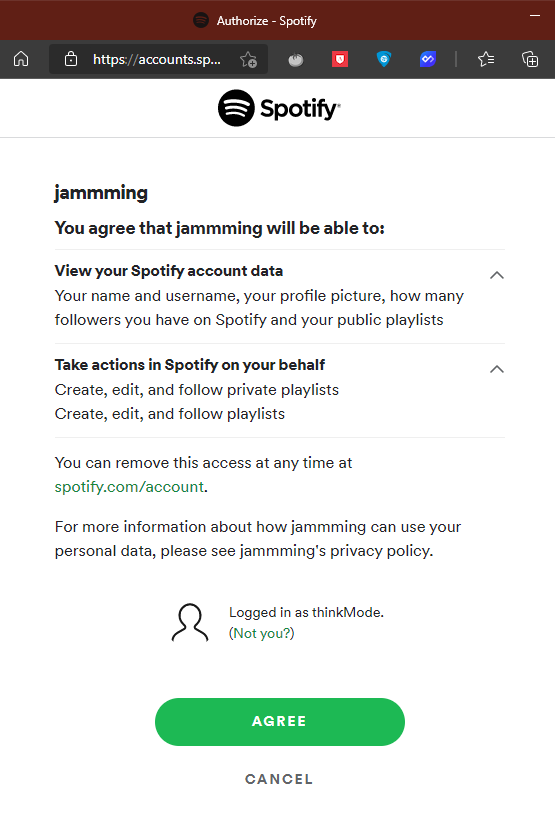 Authorize - Spotify
https://accounts.sp...
Spotify®
jammming
You agree that jammming will be able to:
View your Spotify account data
Your name and username, your profile picture, how many
followers you have on Spotify and your public playlists
Take actions in Spotify on your behalf
Create, edit, and follow private playlists
Create, edit, and follow playlists
You can remove this access at any time at
spotify.com/account.
For more information about how jammming can use your
personal data, please see jammming's privacy policy.
Logged in as thinkMode.
(Not you?)
AGREE
CANCEL